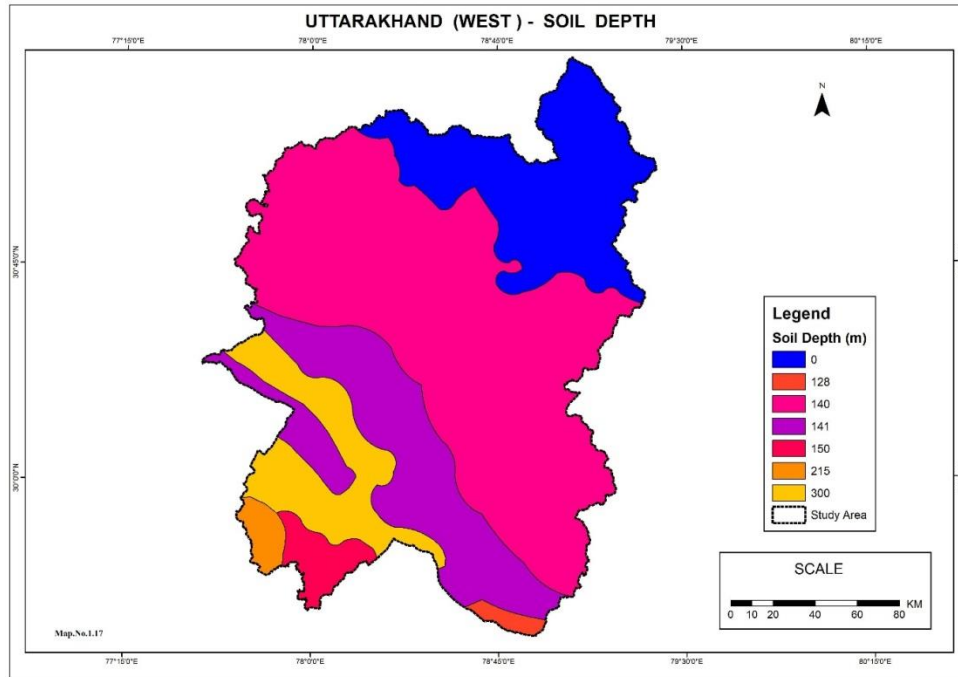 UTTARAKHAND (WEST ) - SOIL DEPTH
77°15'0"E 78°0'0"E 78°45'0"E 79°30'0"E 80°15'0"E
N
30°45'0"N
30°0'0"N
Legend
Soil Depth (m)
0
128
140
141
150
215
300
Study Area
SCALE
0 10 20 40 60 80 KM
Map.No.1.17
77°15'0"E 78°0'0"E 78°45'0"E 79°30'0"E 80°15'0"E